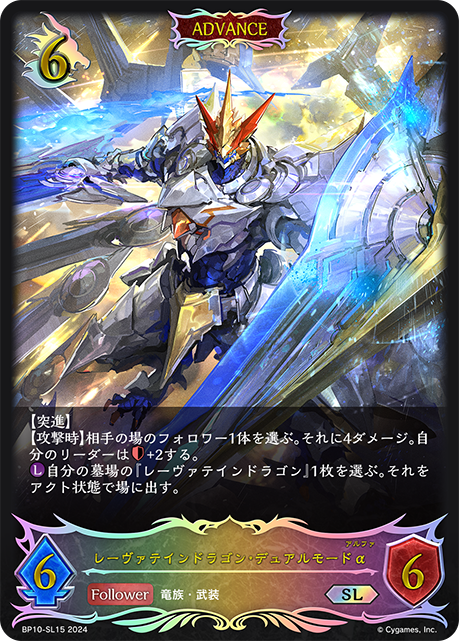 ADVANCE
6
【突進】
【攻撃時】相手の場のフォロワー1体を選ぶ。それに4ダメージ。自
分のリーダーは+2する。
L自分の墓場の『レーヴァテインドラゴン』1枚を選ぶ。それを
アクト状態で場に出す。
アルファ
レーヴァテインドラゴン・デュアルモードα
6
Follower 竜族・武装
SL
6
BP10-SL15 2024
© Cygames, Inc.